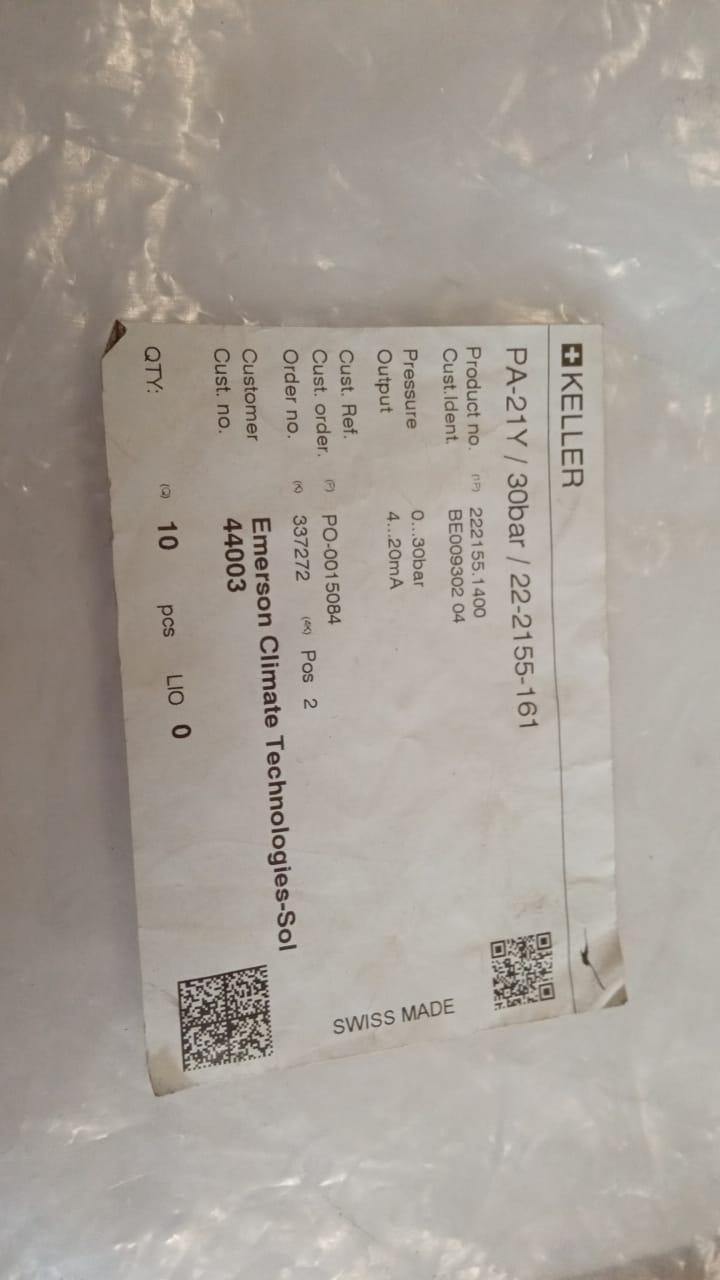 KELLER
PA-21Y / 30bar / 22-2155-161
Product no. (1P) 222155.1400
Cust.Ident. BE009302 04
Pressure 0...30bar
Output 4...20mA
Cust. Ref.
Cust. order. (P) PO-0015084
Order no. (K) 337272 (4K) Pos 2
Customer Emerson Climate Technologies-Sol
Cust. no. 44003
QTY: (Q) 10 pcs LIO 0
SWISS MADE